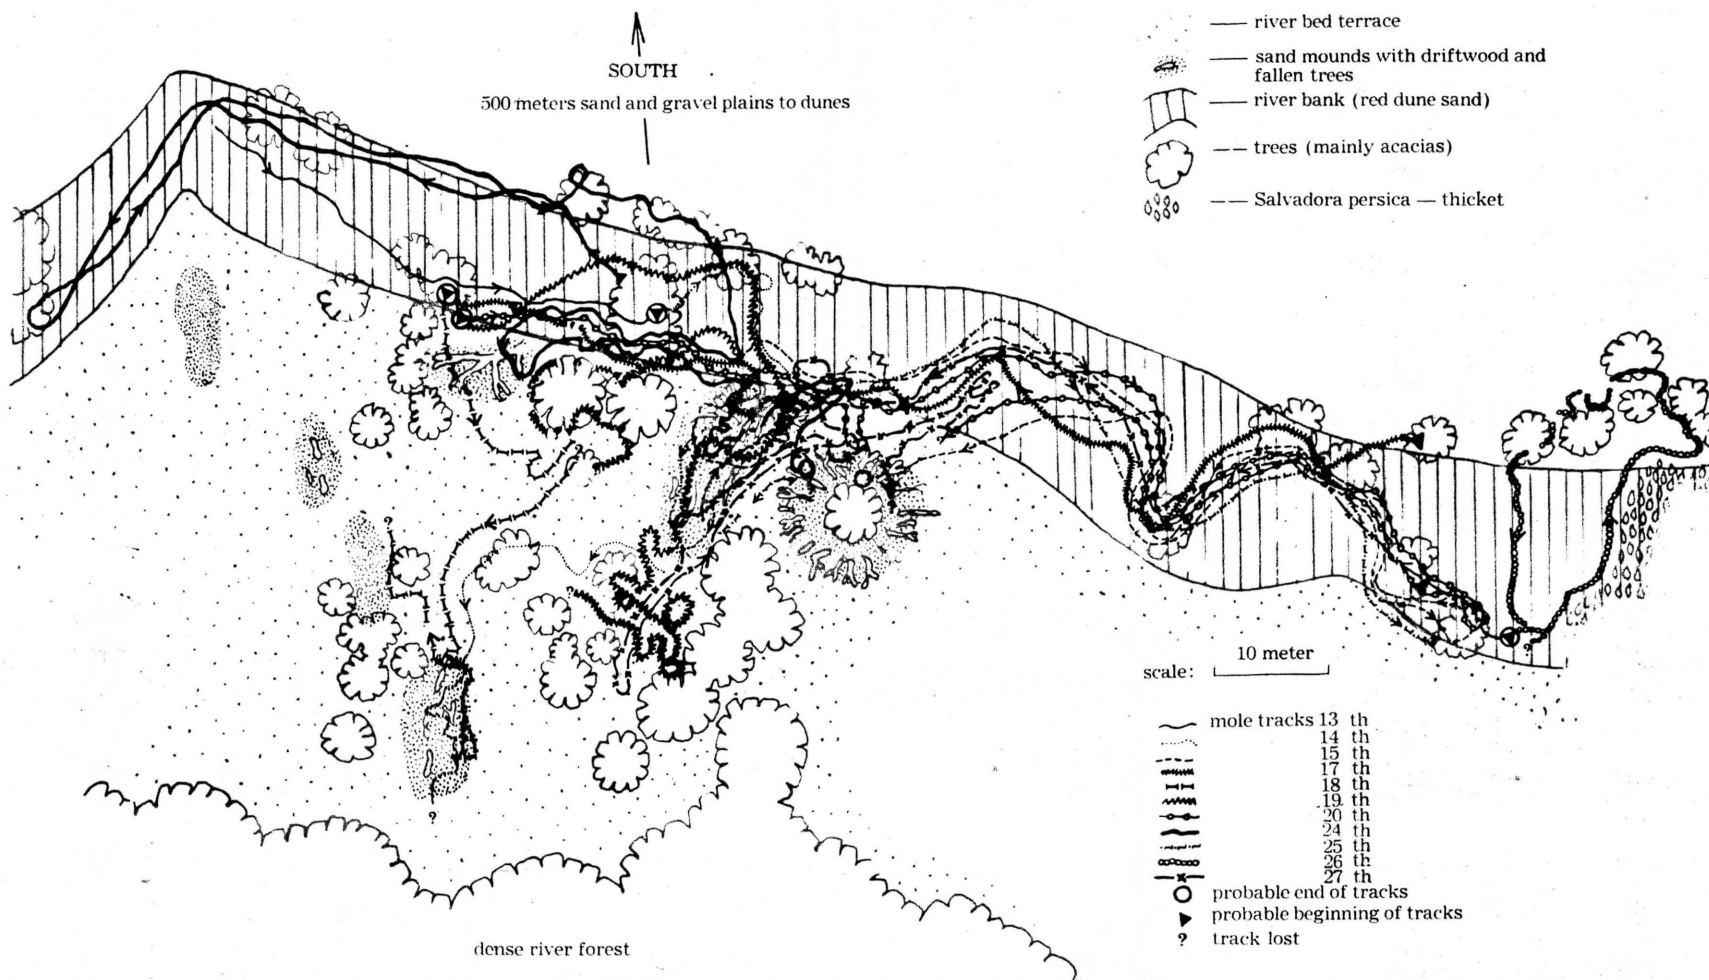 SOUTH
500 meters sand and gravel plains to dunes
river bed terrace
sand mounds with driftwood and
fallen trees
river bank (red dune sand)
trees (mainly acacias)
Salvadora persica — thicket
?
?
?
?
?
scale: 10 meter
mole tracks 13 th
14 th
15 th
17 th
18 th
19 th
20 th
24 th
25 th
26 th
27 th
probable end of tracks
probable beginning of tracks
? track lost
dense river forest